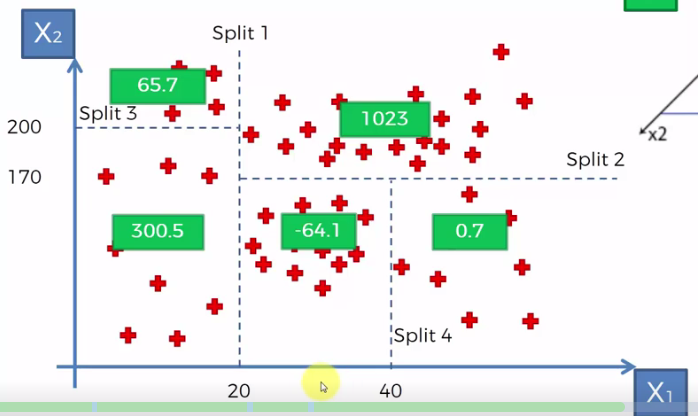 X₂
Split 1
65.7
Split 3
200
1023
x2
170
Split 2
300.5
-64.1
0.7
Split 4
20
40
X₁